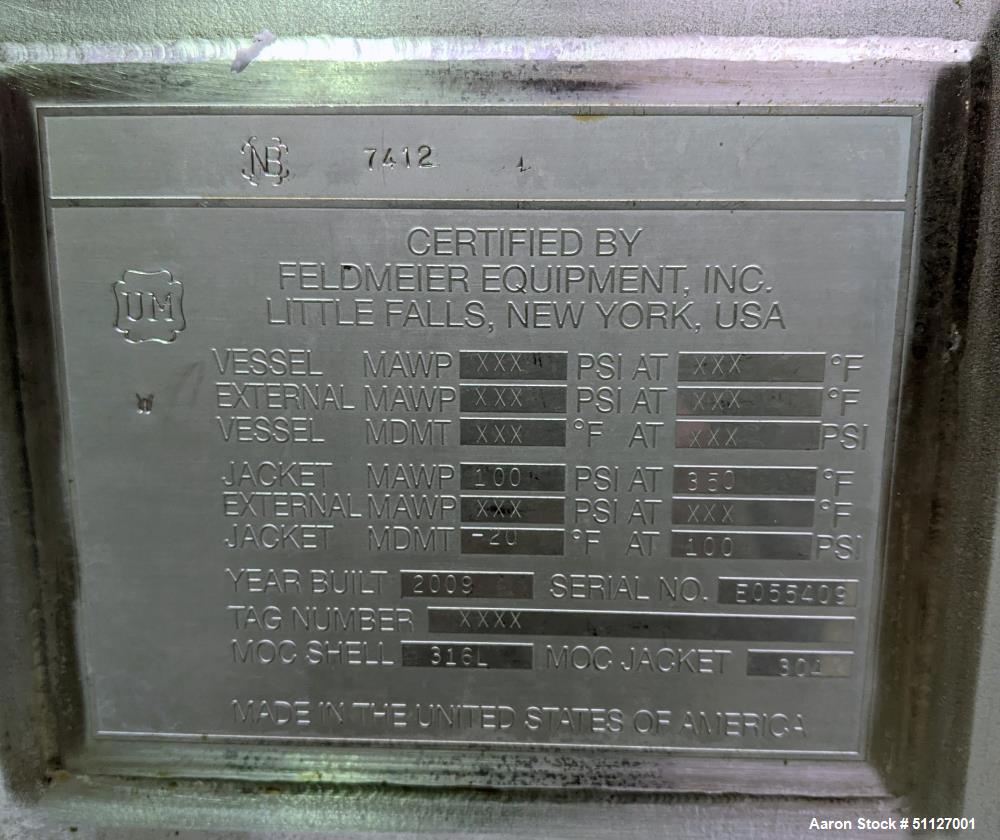 NB 7412
CERTIFIED BY
FELDMEIER EQUIPMENT, INC.
LITTLE FALLS, NEW YORK, USA
UM
W
VESSEL MAWP XXX PSI AT XXX °F
EXTERNAL MAWP XXX PSI AT XXX °F
VESSEL MDMT XXX °F AT XXX PSI
JACKET MAWP 100 PSI AT 350 °F
EXTERNAL MAWP XXX PSI AT XXX °F
JACKET MDMT -20 °F AT 100 PSI
YEAR BUILT 2009 SERIAL NO. E055409
TAG NUMBER XXXX
MOC SHELL 316L MOC JACKET 304
MADE IN THE UNITED STATES OF AMERICA
Aaron Stock # 51127001